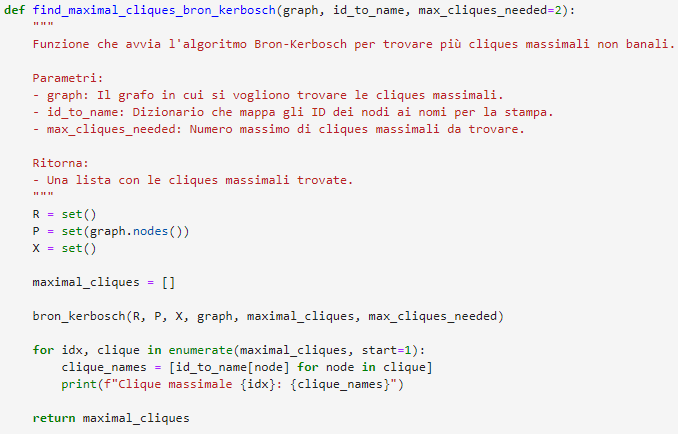 def find_maximal_cliques_bron_kerbosch(graph, id_to_name, max_cliques_needed=2):
    """
    Funzione che avvia l'algoritmo Bron-Kerbosch per trovare più cliques massimali non banali.

    Parametri:
    - graph: Il grafo in cui si vogliono trovare le cliques massimali.
    - id_to_name: Dizionario che mappa gli ID dei nodi ai nomi per la stampa.
    - max_cliques_needed: Numero massimo di cliques massimali da trovare.

    Ritorna:
    - Una lista con le cliques massimali trovate.
    """
    R = set()
    P = set(graph.nodes())
    X = set()

    maximal_cliques = []

    bron_kerbosch(R, P, X, graph, maximal_cliques, max_cliques_needed)

    for idx, clique in enumerate(maximal_cliques, start=1):
        clique_names = [id_to_name[node] for node in clique]
        print(f"Clique massimale {idx}: {clique_names}")

    return maximal_cliques